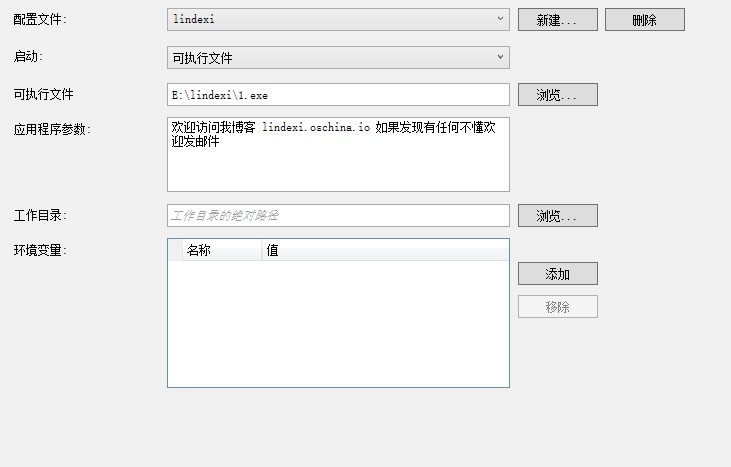 配置文件: lindexi 新建... 删除
启动: 可执行文件
可执行文件 E:\lindexi\1.exe 浏览...
应用程序参数: 欢迎访问我博客 lindexi.oschina.io 如果发现有任何不懂欢
迎发邮件
工作目录: 工作目录的绝对路径 浏览...
环境变量: 名称 值
添加
移除